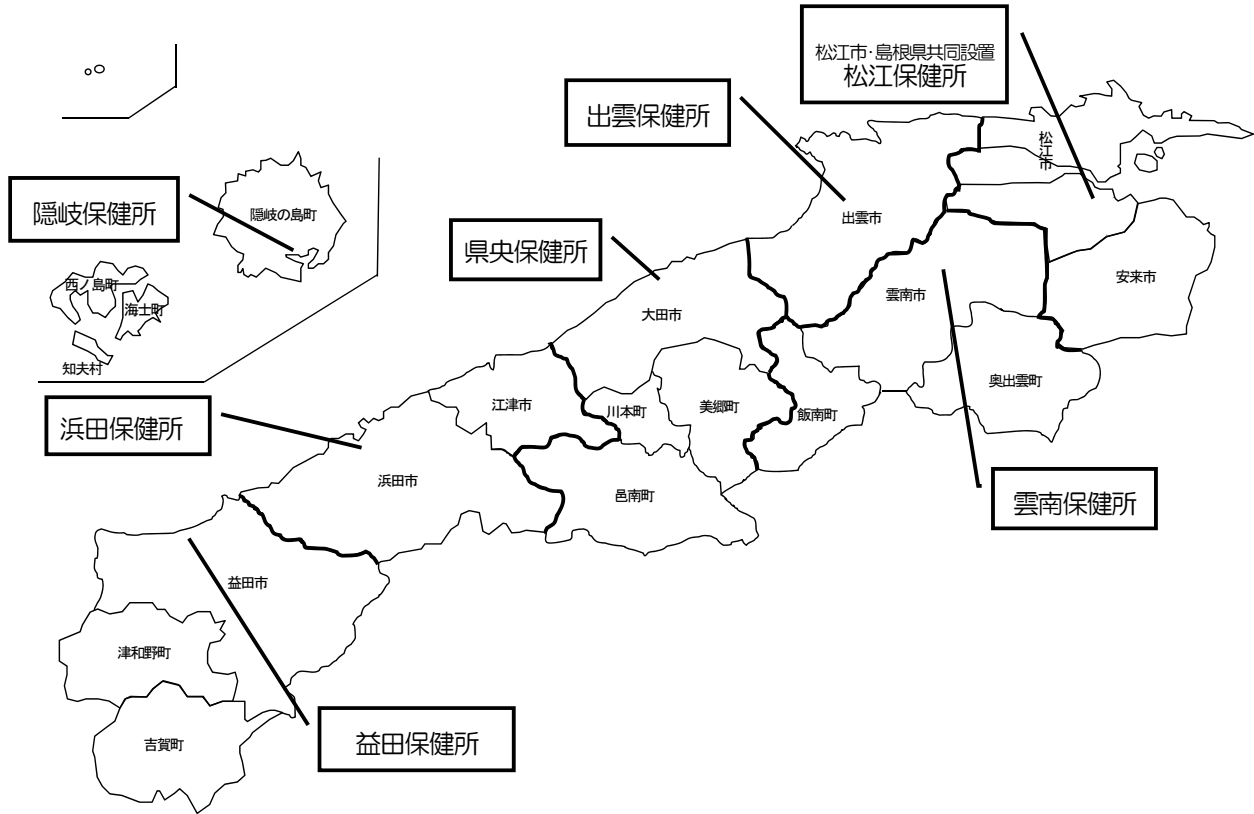 松江市・島根県共同設置
松江保健所
出雲保健所
松江市
隠岐保健所
隠岐の島町
出雲市
県央保健所
西ノ島町
海士町
安来市
雲南市
大田市
知夫村
奥出雲町
江津市
川本町
美郷町
飯南町
浜田保健所
浜田市
邑南町
雲南保健所
益田市
津和野町
吉賀町
益田保健所